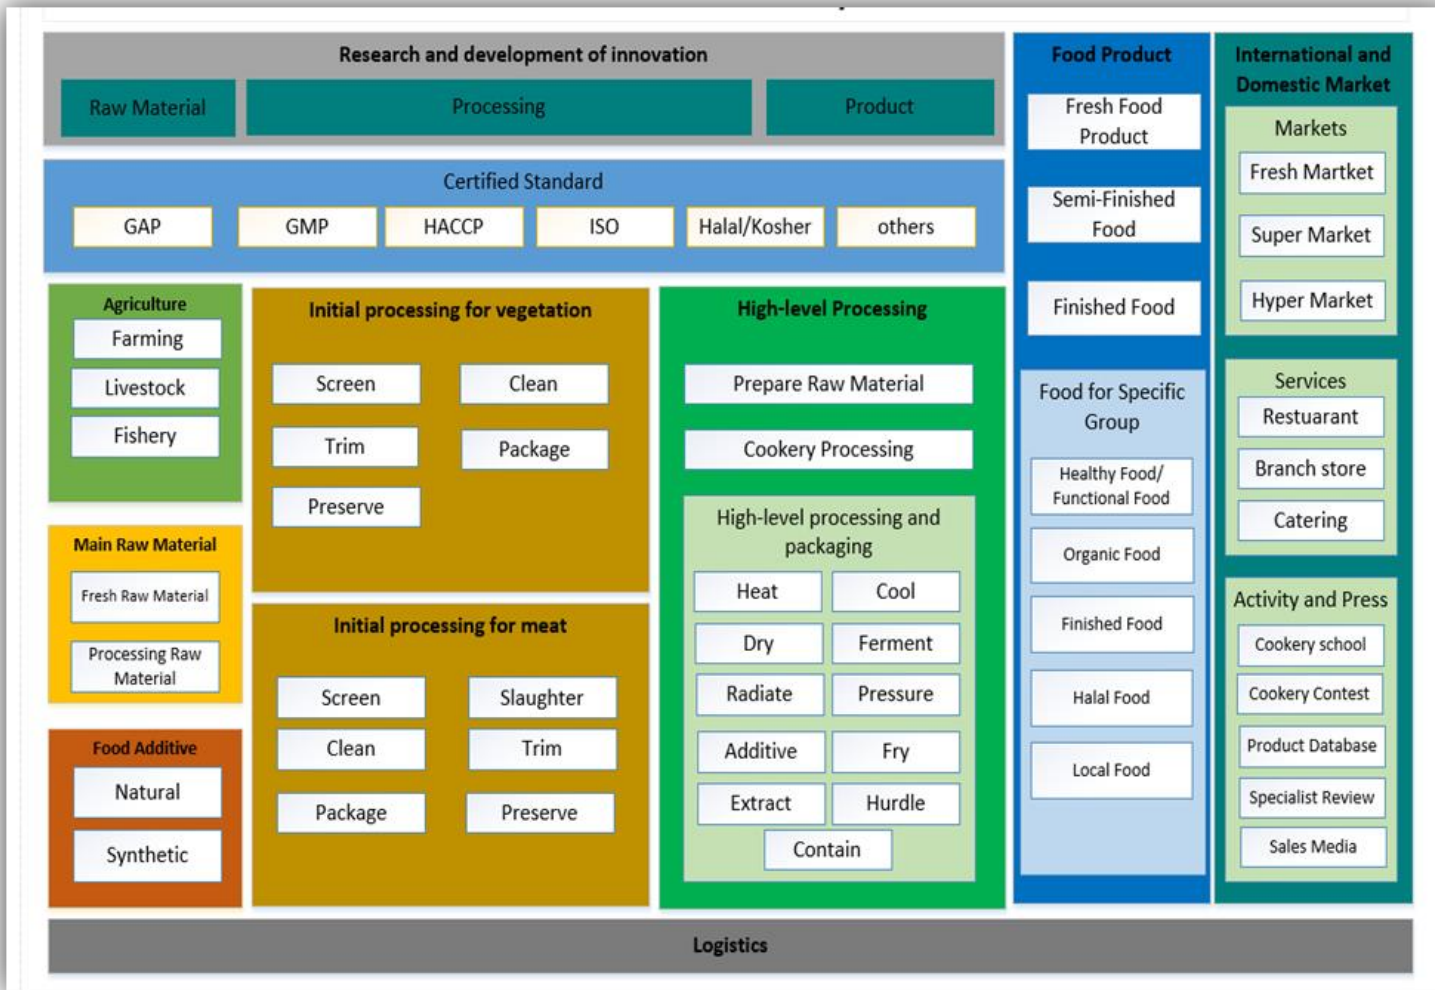 Research and development of innovation
Raw Material
Processing
Product
Certified Standard
GAP
GMP
HACCP
ISO
Halal/Kosher
others
Agriculture
Farming
Livestock
Fishery
Main Raw Material
Fresh Raw Material
Processing Raw
Material
Food Additive
Natural
Synthetic
Initial processing for vegetation
Screen
Clean
Trim
Package
Preserve
Initial processing for meat
Screen
Slaughter
Clean
Trim
Package
Preserve
High-level Processing
Prepare Raw Material
Cookery Processing
High-level processing and
packaging
Heat
Cool
Dry
Ferment
Radiate
Pressure
Additive
Fry
Extract
Hurdle
Contain
Food Product
Fresh Food
Product
Semi-Finished
Food
Finished Food
Food for Specific
Group
Healthy Food/
Functional Food
Organic Food
Finished Food
Halal Food
Local Food
International and
Domestic Market
Markets
Fresh Martket
Super Market
Hyper Market
Services
Restuarant
Branch store
Catering
Activity and Press
Cookery school
Cookery Contest
Product Database
Specialist Review
Sales Media
Logistics